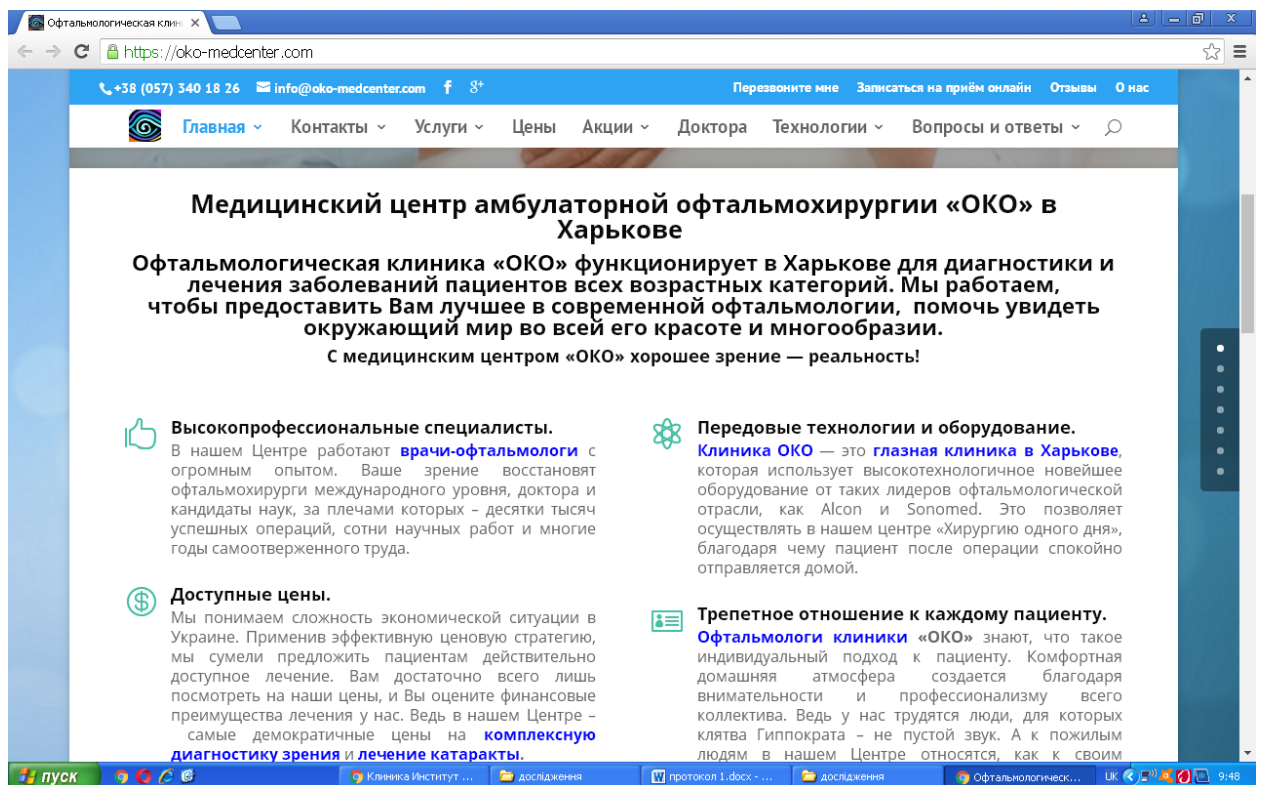 Офтальмологическая клин
https://oko-medcenter.com
+38 (057) 340 18 26 info@oko-medcenter.com f g+ Перезвоните мне Записаться на приём онлайн Отзывы О нас
Главная Контакты Услуги Цены Акции Доктора Технологии Вопросы и ответы
Медицинский центр амбулаторной офтальмохирургии «ОКО» в
Харькове
Офтальмологическая клиника «ОКО» функционирует в Харькове для диагностики и
лечения заболеваний пациентов всех возрастных категорий. Мы работаем,
чтобы предоставить Вам лучшее в современной офтальмологии, помочь увидеть
окружающий мир во всей его красоте и многообразии.
С медицинским центром «ОКО» хорошее зрение — реальность!
Высокопрофессиональные специалисты.
В нашем Центре работают врачи-офтальмологи с
огромным опытом. Ваше зрение восстановят
офтальмохирурги международного уровня, доктора и
кандидаты наук, за плечами которых – десятки тысяч
успешных операций, сотни научных работ и многие
годы самоотверженного труда.
Доступные цены.
Мы понимаем сложность экономической ситуации в
Украине. Применив эффективную ценовую стратегию,
мы сумели предложить пациентам действительно
доступное лечение. Вам достаточно всего лишь
посмотреть на наши цены, и Вы оцените финансовые
преимущества лечения у нас. Ведь в нашем Центре –
самые демократичные цены на комплексную
диагностику зрения и лечение катаракты.
Передовые технологии и оборудование.
Клиника ОКО — это глазная клиника в Харькове,
которая использует высокотехнологичное новейшее
оборудование от таких лидеров офтальмологической
отрасли, как Alcon и Sonomed. Это позволяет
осуществлять в нашем центре «Хирургию одного дня»,
благодаря чему пациент после операции спокойно
отправляется домой.
Трепетное отношение к каждому пациенту.
Офтальмологи клиники «ОКО» знают, что такое
индивидуальный подход к пациенту. Комфортная
домашняя атмосфера создается благодаря
внимательности и профессионализму всего
коллектива. Ведь у нас трудятся люди, для которых
клятва Гиппократа – не пустой звук. А к пожилым
людям в нашем Центре относятся, как к своим
пуск Клиника Институт ... дослідження протокол 1.docx - ... дослідження Офтальмологическ... UK 9:48